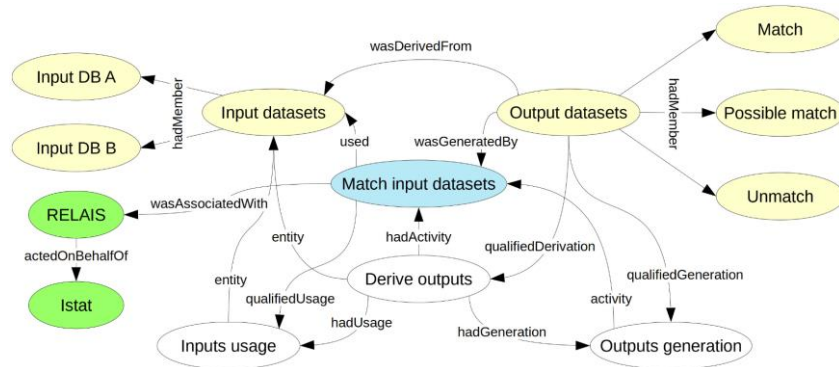 Match
wasDerivedFrom
Input DB A
Input datasets
Output datasets
hadMember
Possible match
hadMember
Input DB B
used
wasGeneratedBy
Match input datasets
Unmatch
RELAIS
wasAssociatedWith
entity
hadActivity
qualifiedDerivation
actedOnBehalfOf
Derive outputs
qualifiedGeneration
entity
qualifiedUsage
activity
Istat
hadUsage
hadGeneration
Inputs usage
Outputs generation